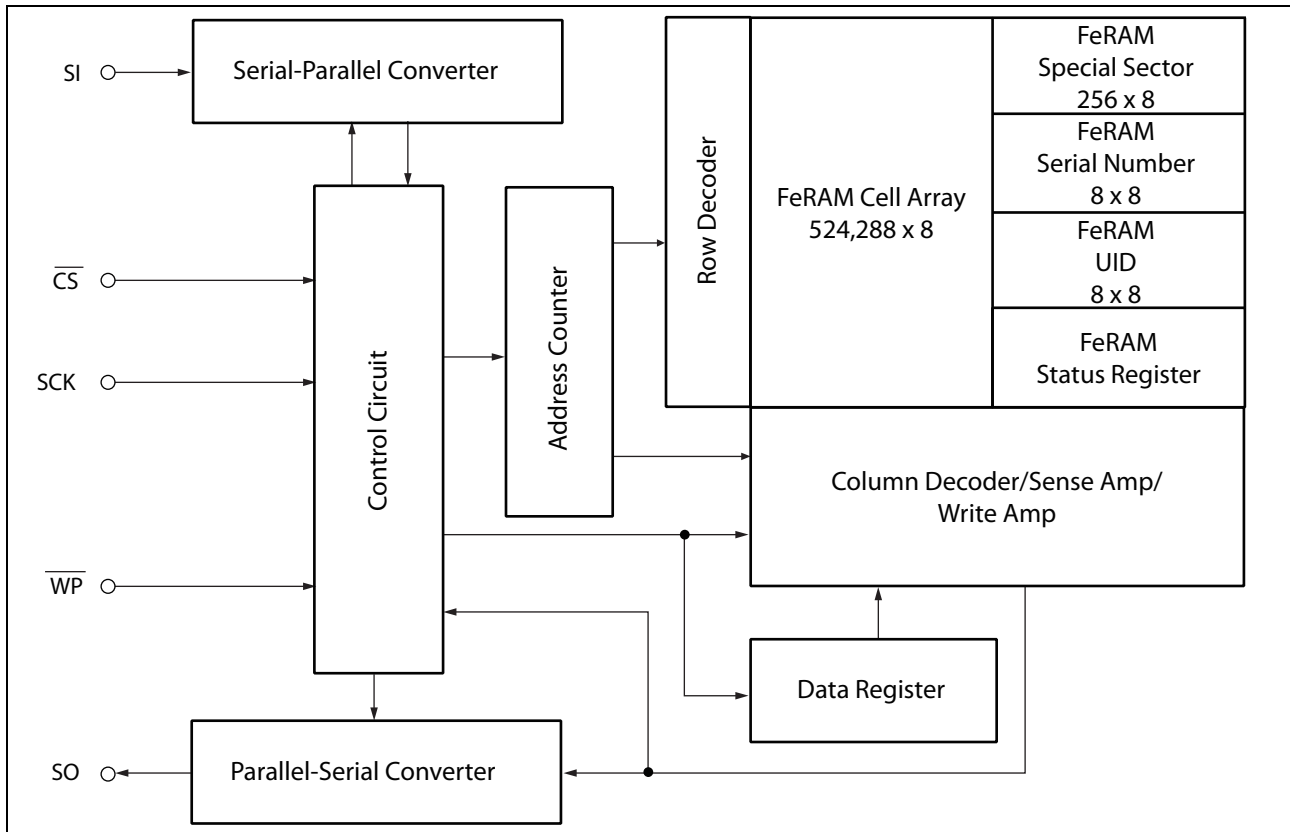 SI
Serial-Parallel Converter
CS
SCK
WP
SO
Control Circuit
Address Counter
Row Decoder
FeRAM Cell Array
524,288 x 8
FeRAM
Special Sector
256 x 8
FeRAM
Serial Number
8 x 8
FeRAM
UID
8 x 8
FeRAM
Status Register
Column Decoder/Sense Amp/
Write Amp
Data Register
Parallel-Serial Converter